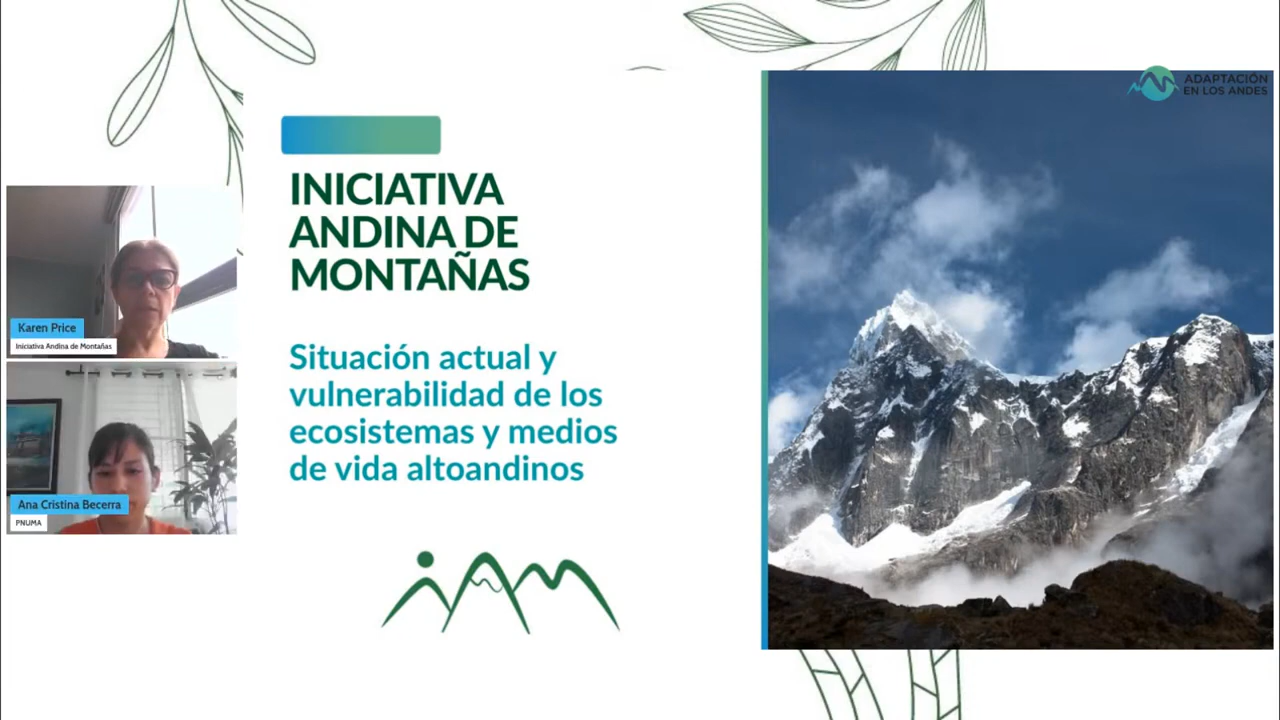 ADAPTACIÓN
EN LOS ANDES
INICIATIVA
ANDINA DE
MONTAÑAS
Situación actual y
vulnerabilidad de los
ecosistemas y medios
de vida altoandinos
Karen Price
Iniciativa Andina de Montañas
Ana Cristina Becerra
PNUMA